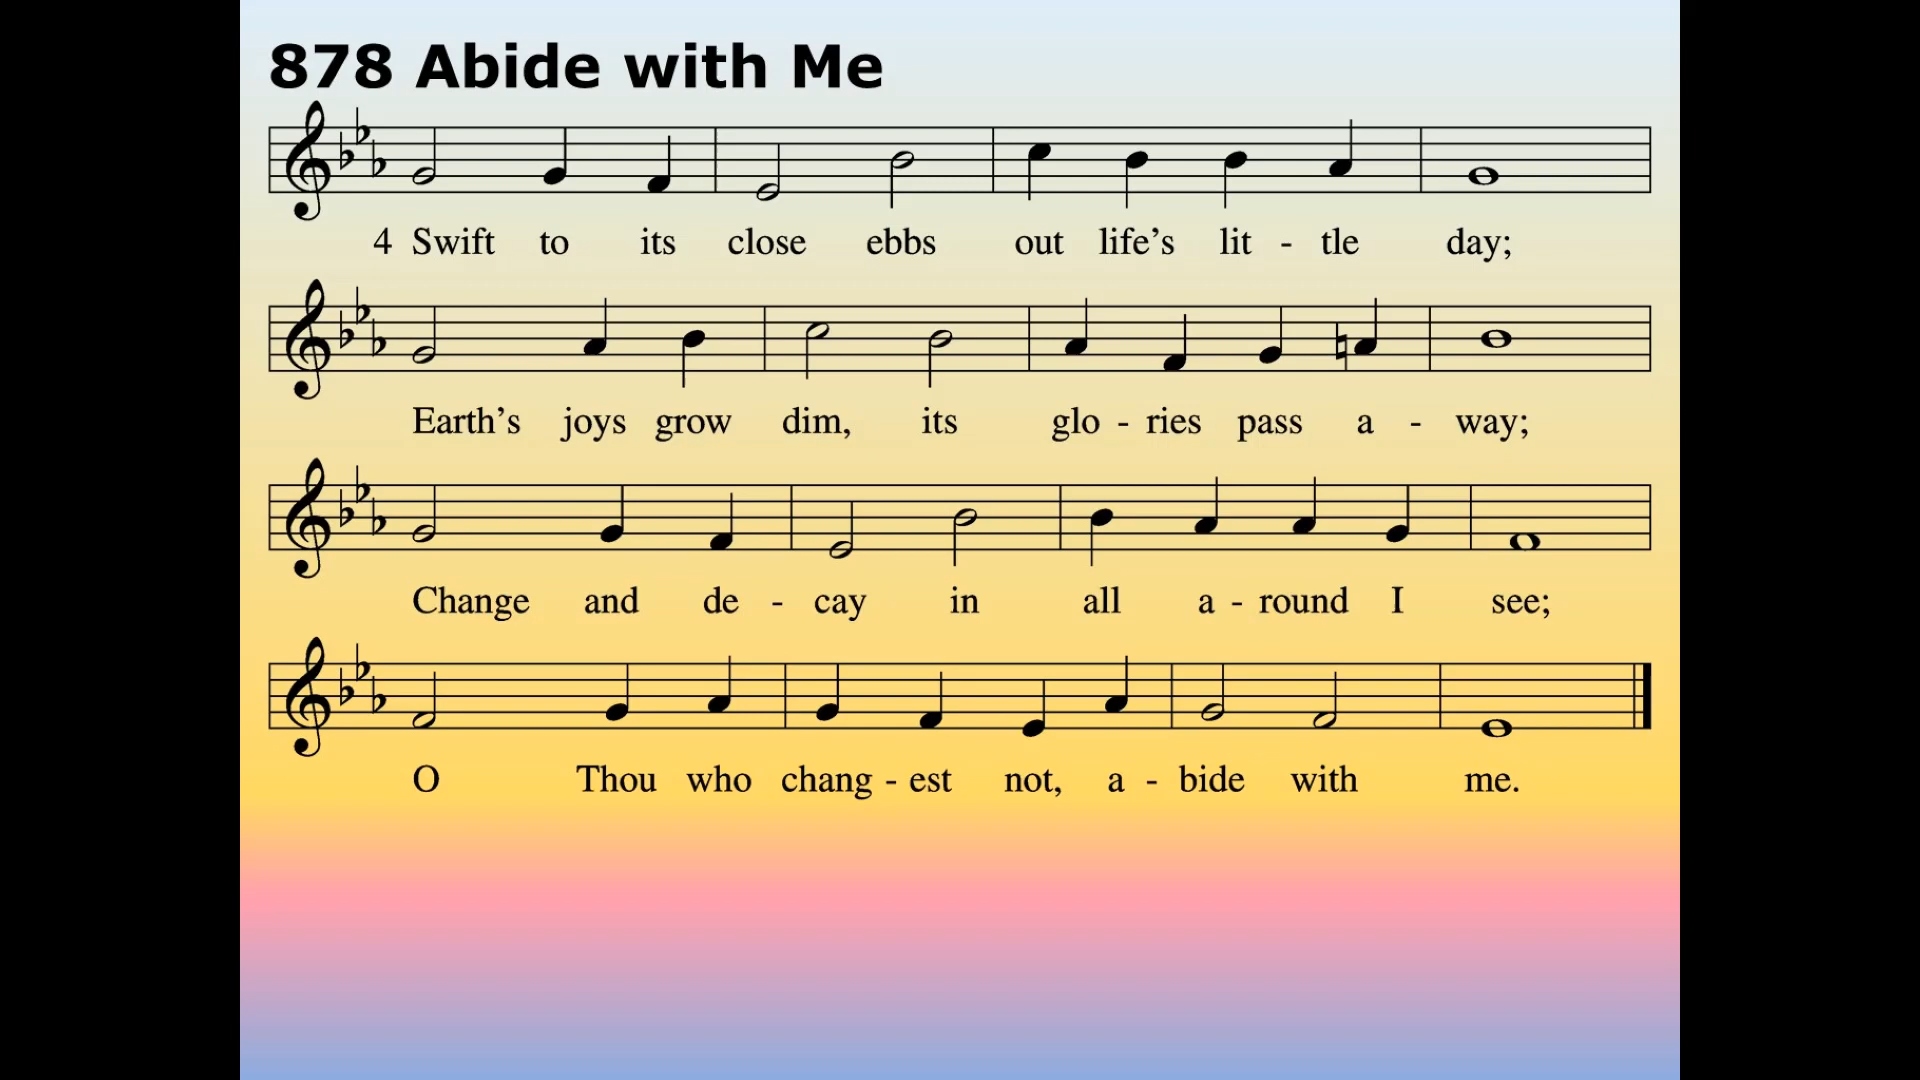 878 Abide with Me
4 Swift to its close ebbs out life's lit - tle day;
Earth's joys grow dim, its glo - ries pass a - way;
Change and de - cay in all a - round I see;
O Thou who chang - est not, a - bide with me.